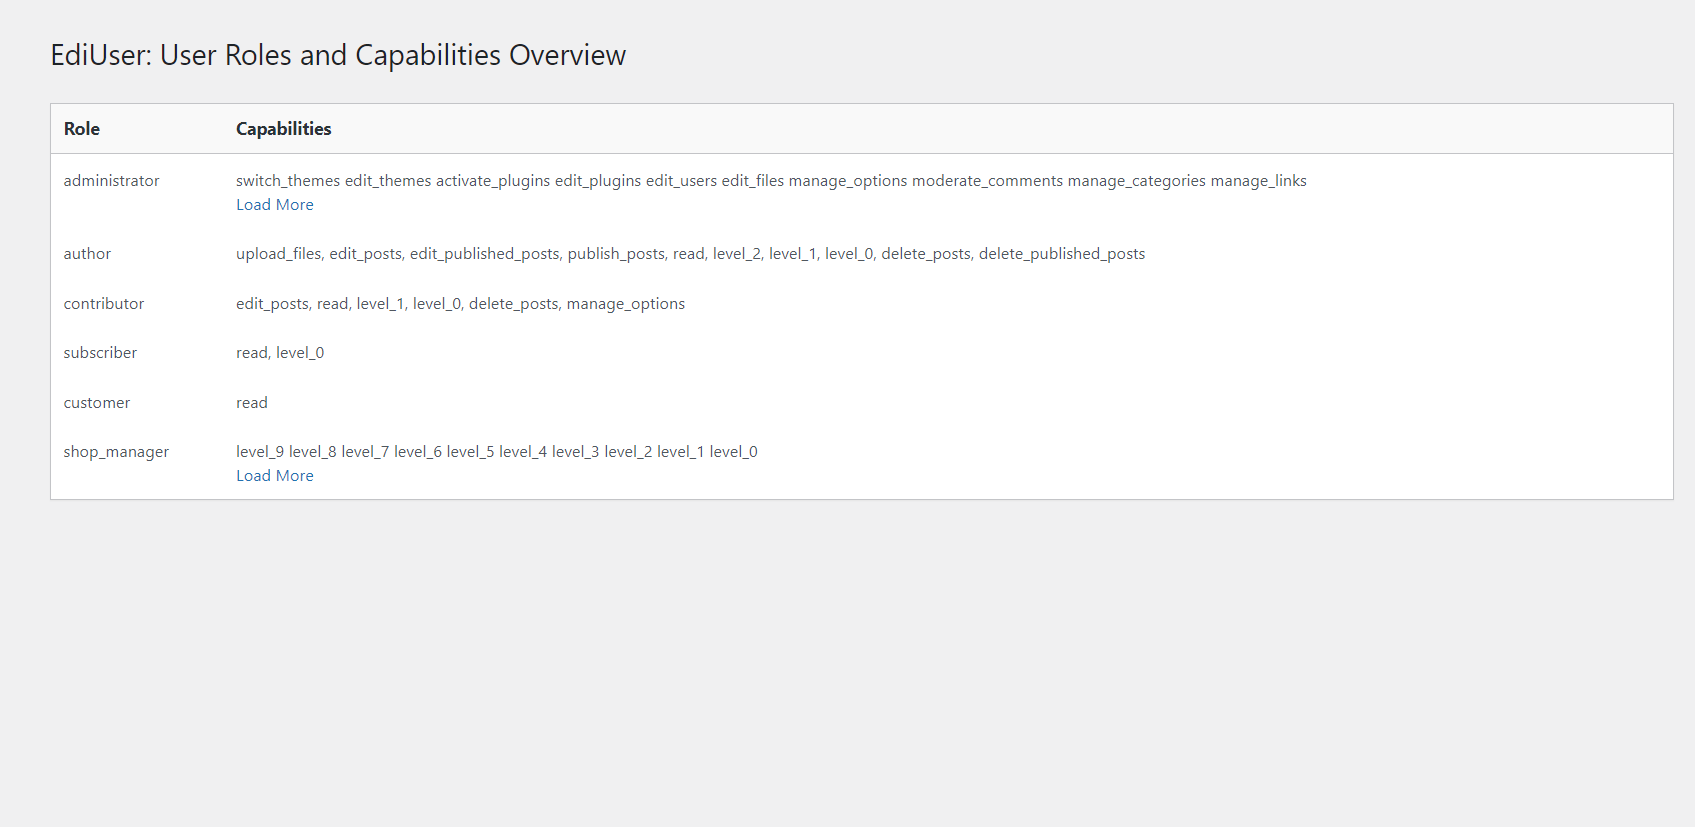 EdiUser: User Roles and Capabilities Overview
Role Capabilities
administrator switch_themes edit_themes activate_plugins edit_plugins edit_users edit_files manage_options moderate_comments manage_categories manage_links
Load More
author upload_files, edit_posts, edit_published_posts, publish_posts, read, level_2, level_1, level_0, delete_posts, delete_published_posts
contributor edit_posts, read, level_1, level_0, delete_posts, manage_options
subscriber read, level_0
customer read
shop_manager level_9 level_8 level_7 level_6 level_5 level_4 level_3 level_2 level_1 level_0
Load More